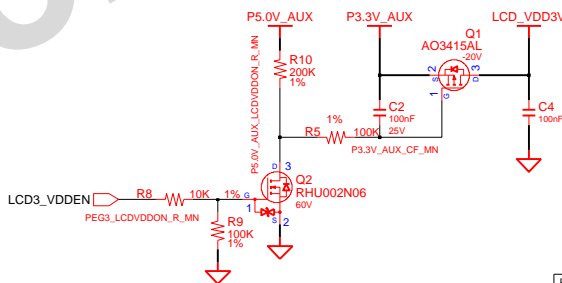 P5.0V_AUX
P3.3V_AUX
LCD_VDD3V
Q1
AO3415AL
-20V
2
3
S
D
1
G
R10
200K
1%
P5.0V_AUX_LCDVDDON_R_MN
C2
100nF
25V
C4
100nF
1%
R5
100K
P3.3V_AUX_CF_MN
D
3
Q2
RHU002N06
60V
LCD3_VDDEN
R8
10K
1%
G
1
S
2
PEG3_LCDVDDON_R_MN
R9
100K
1%